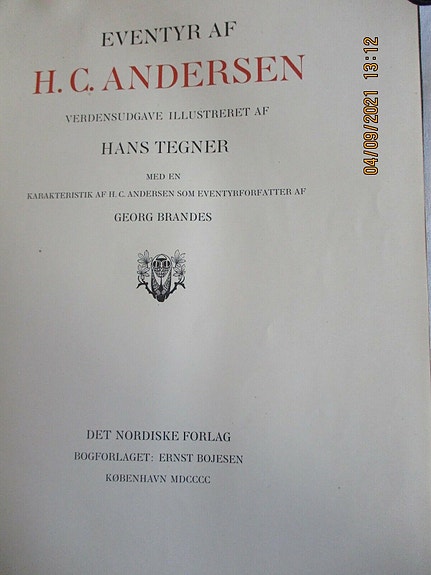 EVENTYR AF
H. C. ANDERSEN
VERDENSUDGAVE ILLUSTRERET AF
HANS TEGNER
MED EN
KARAKTERISTIK AF H. C. ANDERSEN SOM EVENTYRFORFATTER AF
GEORG BRANDES
DET NORDISKE FORLAG
BOGFORLAGET: ERNST BOJESEN
KØBENHAVN MDCCCC
04/09/2021 13:12